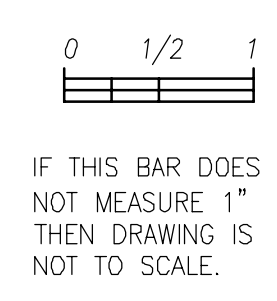 0 1/2 1
IF THIS BAR DOES
NOT MEASURE 1"
THEN DRAWING IS
NOT TO SCALE.